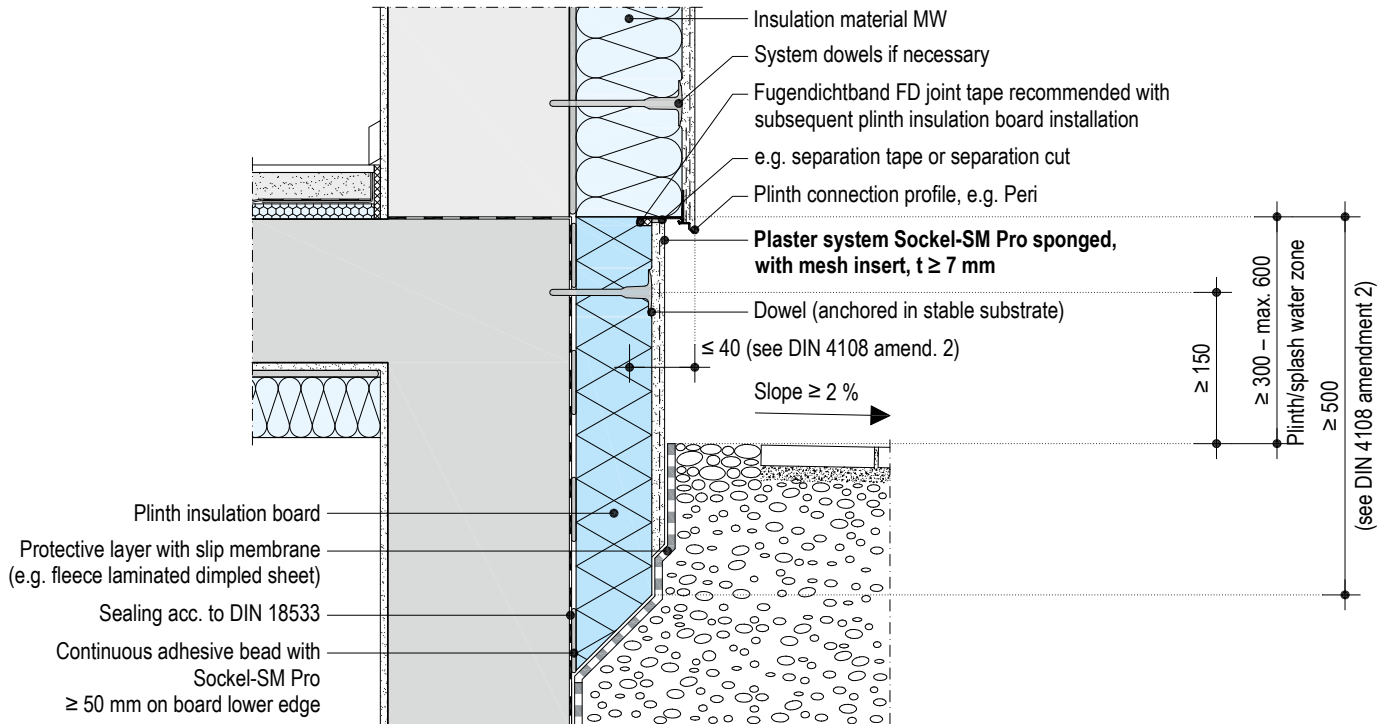 Insulation material MW
System dowels if necessary
Fugendichtband FD joint tape recommended with
subsequent plinth insulation board installation
e.g. separation tape or separation cut
Plinth connection profile, e.g. Peri
Plaster system Sockel-SM Pro sponged,
with mesh insert, t ≥ 7 mm
Dowel (anchored in stable substrate)
≤ 40 (see DIN 4108 amend. 2)
Slope ≥ 2 %
≥ 150
≥ 300 – max. 600
Plinth/splash water zone
≥ 500
(see DIN 4108 amendment 2)
Plinth insulation board
Protective layer with slip membrane
(e.g. fleece laminated dimpled sheet)
Sealing acc. to DIN 18533
Continuous adhesive bead with
Sockel-SM Pro
≥ 50 mm on board lower edge